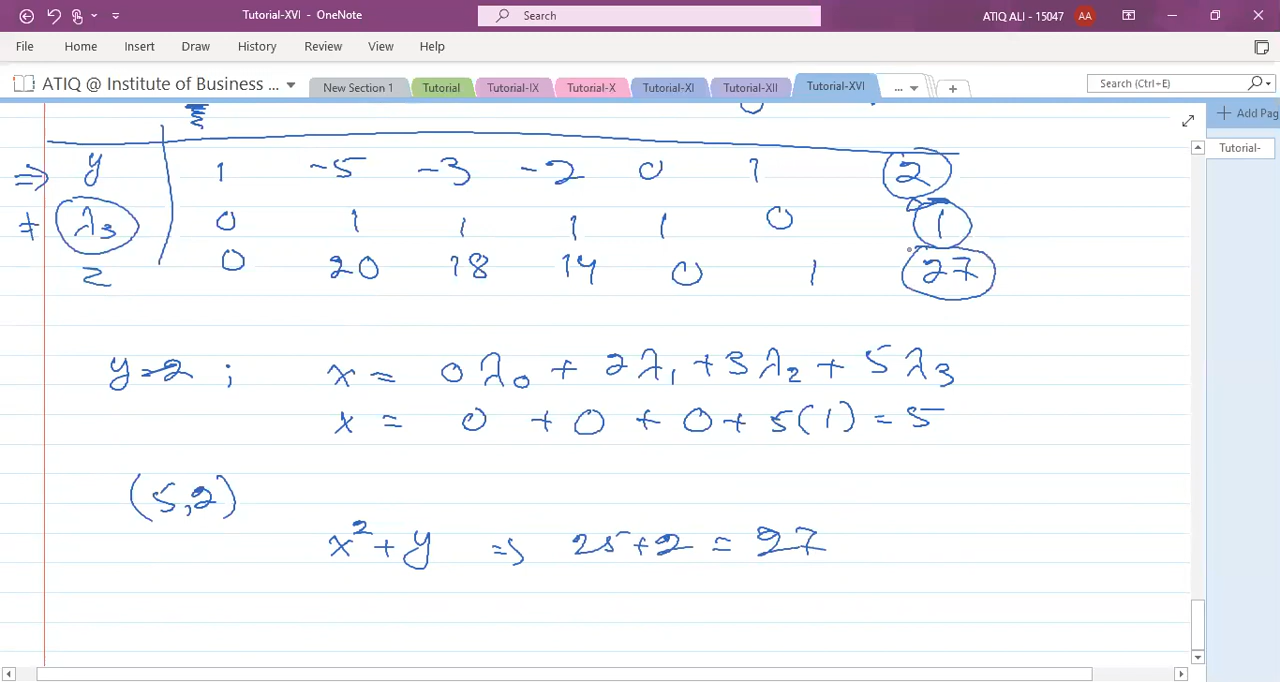 Tutorial-XVI - OneNote
Search
ATIQ ALI - 15047 AA
File Home Insert Draw History Review View Help
ATIQ @ Institute of Business ... New Section 1 Tutorial Tutorial-IX Tutorial-X Tutorial-XI Tutorial-XII Tutorial-XVI ... +
Search (Ctrl+E)
+ Add Pag
Tutorial-
⇒ y 1 -5 -3 -2 0 1 2
λ₃ 0 1 1 1 1 0 1
z 0 20 18 14 0 1 27
y=2 ; x = 0λ₀ + 2λ₁ + 3λ₂ + 5λ₃
x = 0 + 0 + 0 + 5(1) = 5
(5,2)
x² + y ⇒ 25+2 = 27